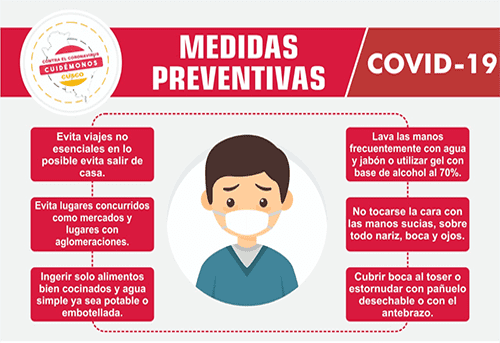 CONTRA EL CORONAVIRUS
CUIDÉMONOS
CUSCO
MEDIDAS
PREVENTIVAS
COVID-19
Evita viajes no
esenciales en lo
posible evita salir de
casa.
Evita lugares concurridos
como mercados y
lugares con
aglomeraciones.
Ingerir solo alimentos
bien cocinados y agua
simple ya sea potable o
embotellada.
Lava las manos
frecuentemente con agua
y jabón o utilizar gel con
base de alcohol al 70%.
No tocarse la cara con
las manos sucias, sobre
todo nariz, boca y ojos.
Cubrir boca al toser o
estornudar con pañuelo
desechable o con el
antebrazo.